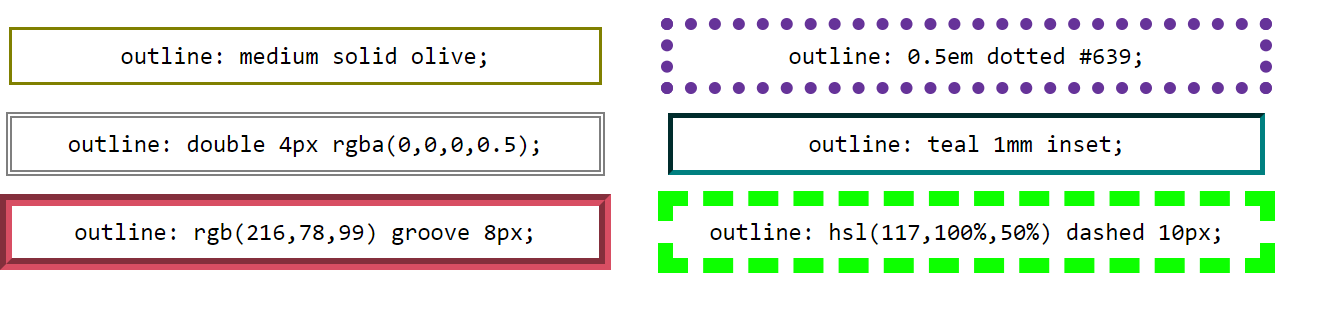 outline: medium solid olive;
outline: 0.5em dotted #639;
outline: double 4px rgba(0,0,0,0.5);
outline: teal 1mm inset;
outline: rgb(216,78,99) groove 8px;
outline: hsl(117,100%,50%) dashed 10px;